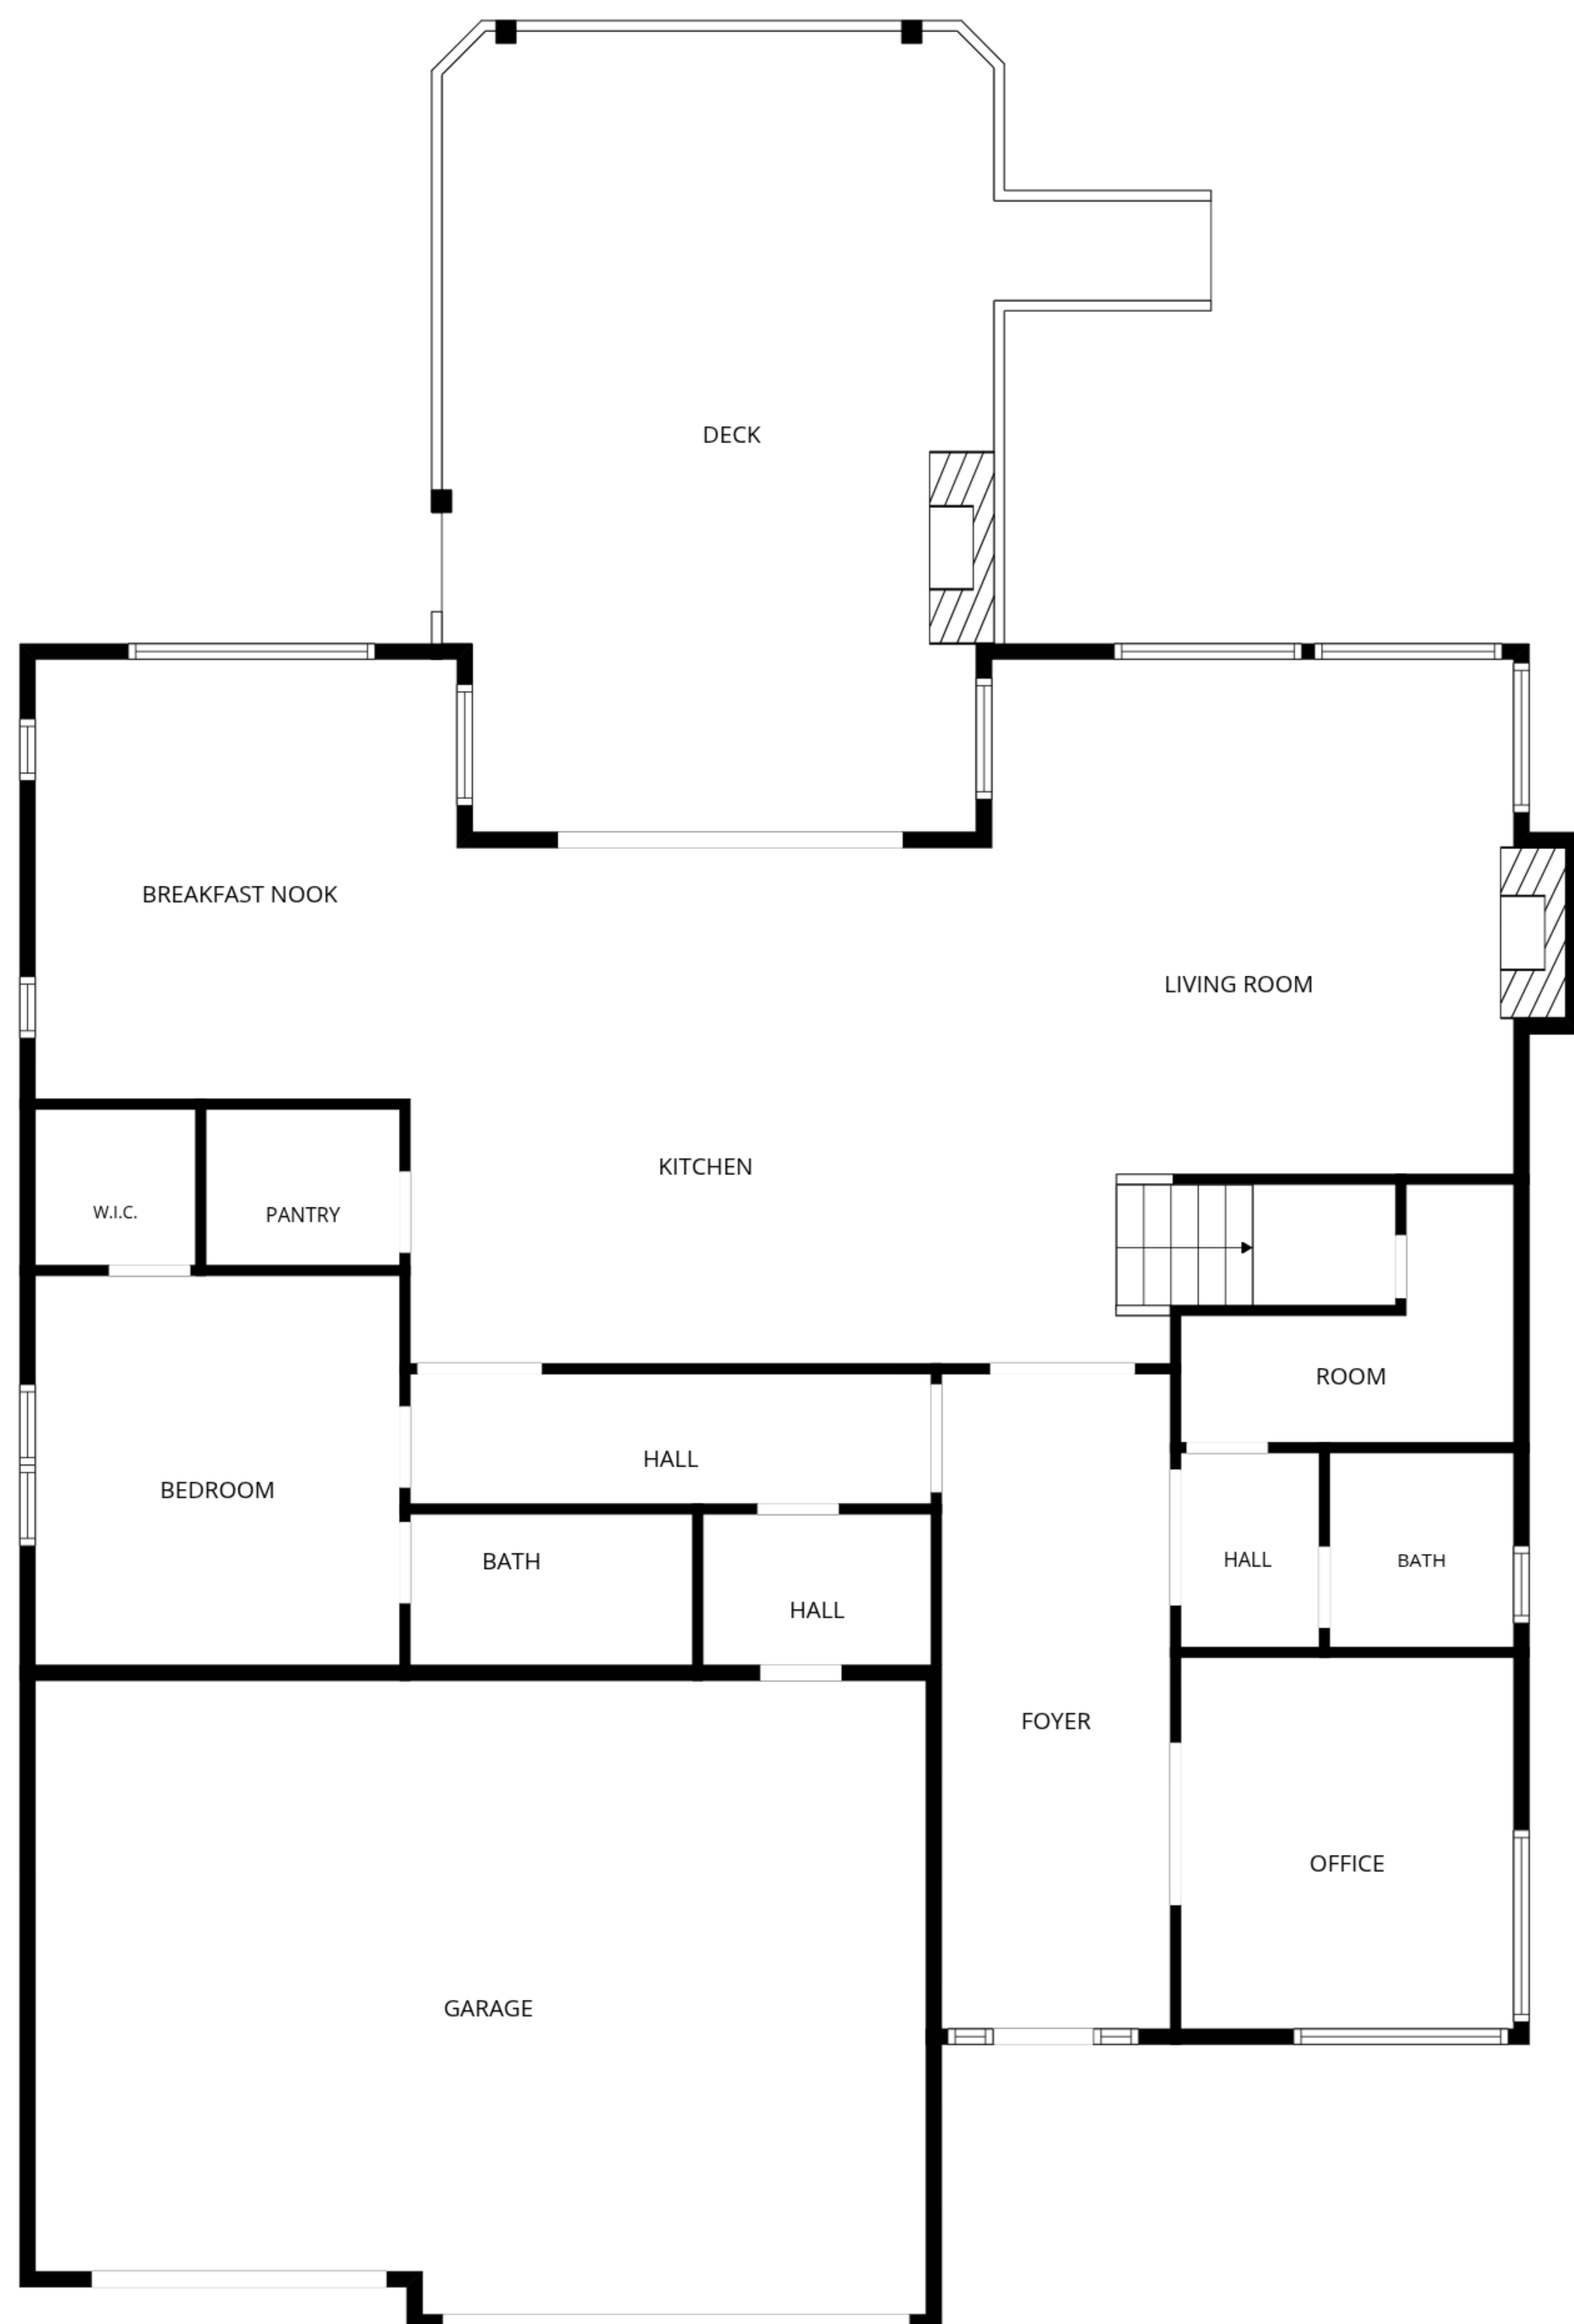 DECK
BREAKFAST NOOK
LIVING ROOM
KITCHEN
W.I.C.
PANTRY
ROOM
HALL
BEDROOM
BATH
HALL
HALL
BATH
FOYER
OFFICE
GARAGE